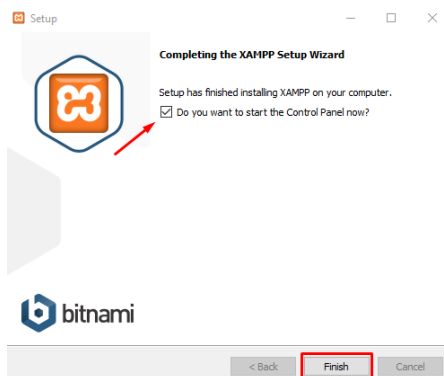 Setup
Completing the XAMPP Setup Wizard
Setup has finished installing XAMPP on your computer.
Do you want to start the Control Panel now?
bitnami
< Back
Finish
Cancel